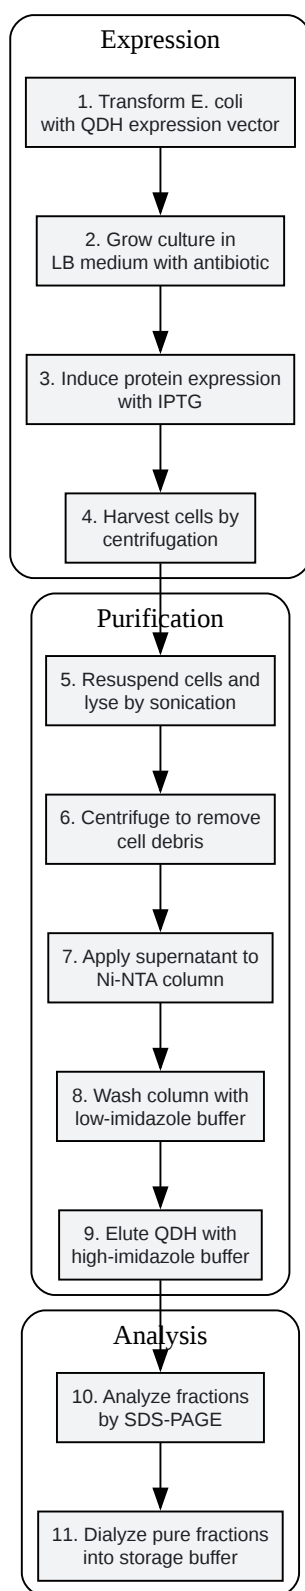 Expression
1. Transform E. coli
with QDH expression vector
2. Grow culture in
LB medium with antibiotic
3. Induce protein expression
with IPTG
4. Harvest cells by
centrifugation
Purification
5. Resuspend cells and
lyse by sonication
6. Centrifuge to remove
cell debris
7. Apply supernatant to
Ni-NTA column
8. Wash column with
low-imidazole buffer
9. Elute QDH with
high-imidazole buffer
Analysis
10. Analyze fractions
by SDS-PAGE
11. Dialyze pure fractions
into storage buffer